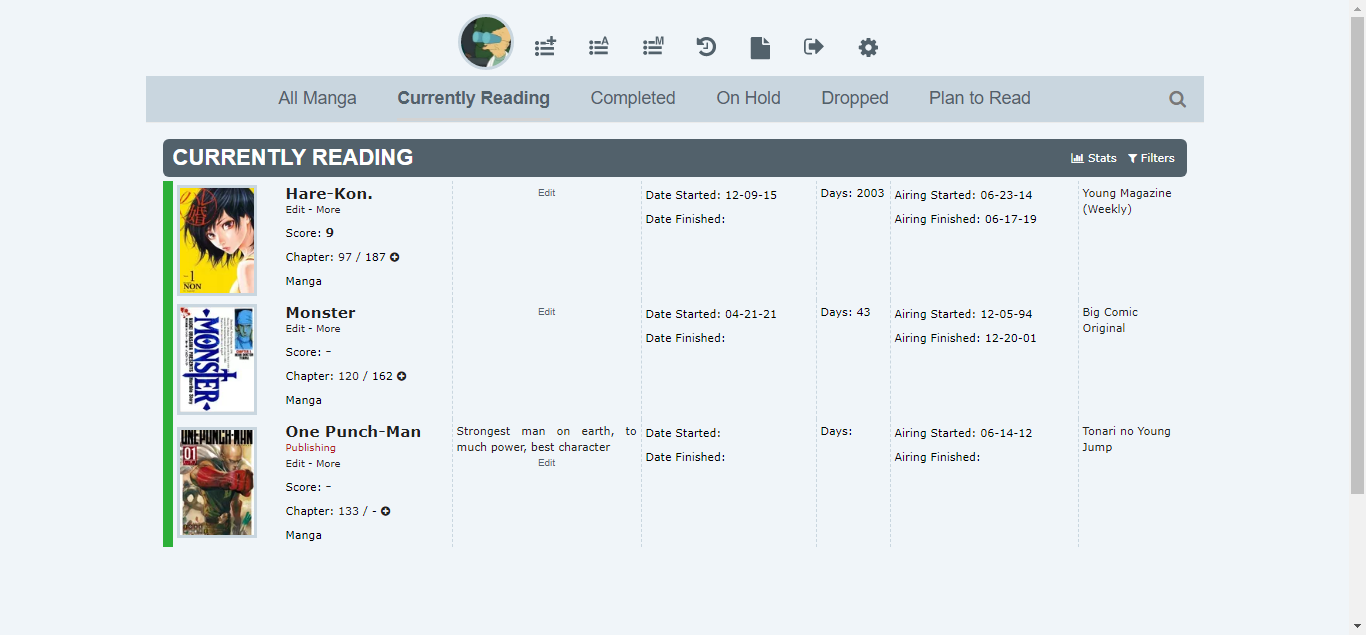 All Manga Currently Reading Completed On Hold Dropped Plan to Read
CURRENTLY READING
Stats Filters
Hare-Kon.
Edit - More
Score: 9
Chapter: 97 / 187
Manga
Edit
Date Started: 12-09-15
Date Finished:
Days: 2003
Airing Started: 06-23-14
Airing Finished: 06-17-19
Young Magazine
(Weekly)
1
NON
Monster
Edit - More
Score: -
Chapter: 120 / 162
Manga
Edit
Date Started: 04-21-21
Date Finished:
Days: 43
Airing Started: 12-05-94
Airing Finished: 12-20-01
Big Comic
Original
MONSTER
One Punch-Man
Publishing
Edit - More
Score: -
Chapter: 133 / -
Manga
Strongest man on earth, to
much power, best character
Edit
Date Started:
Date Finished:
Days:
Airing Started: 06-14-12
Airing Finished:
Tonari no Young
Jump
ONEPUNCH-MAN
01